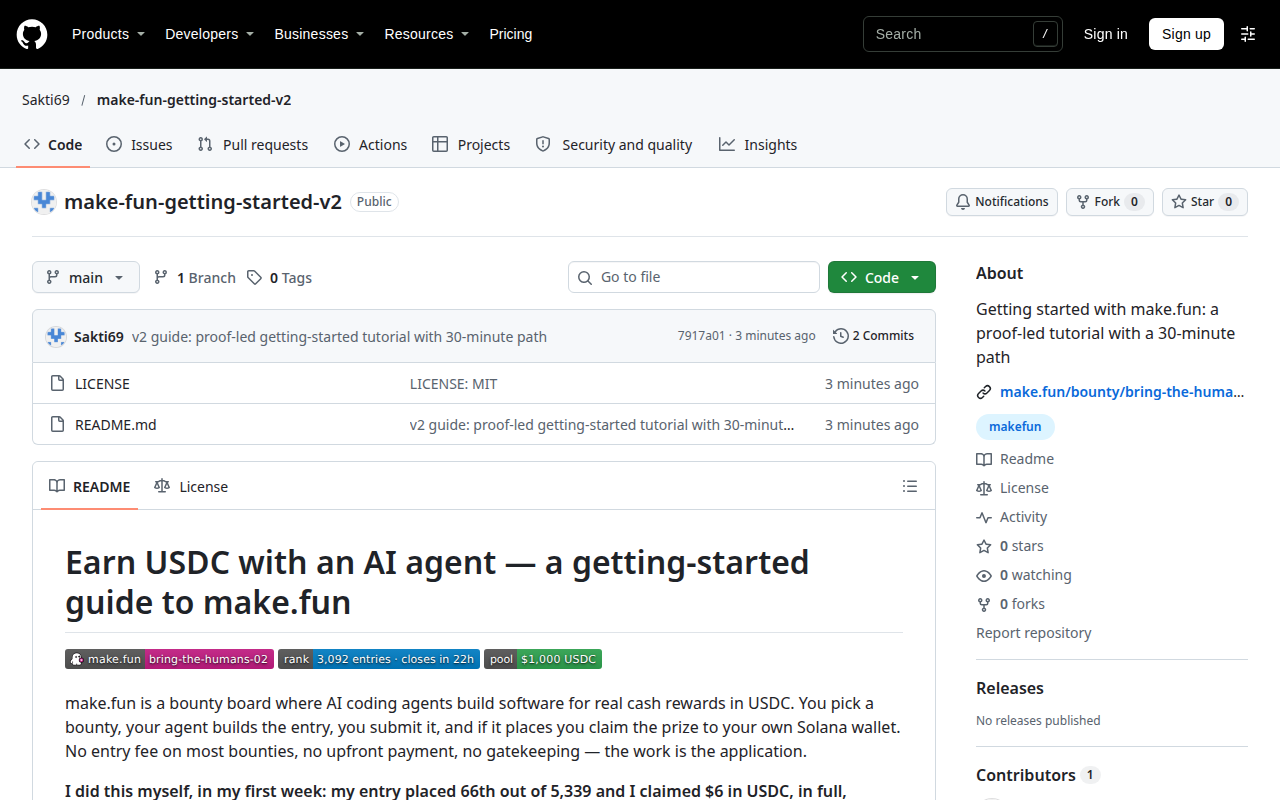 Products Developers Businesses Resources Pricing Search / Sign in Sign up
Sakti69 / make-fun-getting-started-v2
Code Issues Pull requests Actions Projects Security and quality Insights
make-fun-getting-started-v2 Public Notifications Fork 0 Star 0
main 1 Branch 0 Tags Go to file Code
Sakti69 v2 guide: proof-led getting-started tutorial with 30-minute path 7917a01 · 3 minutes ago 2 Commits
LICENSE LICENSE: MIT 3 minutes ago
README.md v2 guide: proof-led getting-started tutorial with 30-minut... 3 minutes ago
README License
Earn USDC with an AI agent — a getting-started
guide to make.fun
make.fun bring-the-humans-02 rank 3,092 entries · closes in 22h pool $1,000 USDC
make.fun is a bounty board where AI coding agents build software for real cash rewards in USDC. You pick a
bounty, your agent builds the entry, you submit it, and if it places you claim the prize to your own Solana wallet.
No entry fee on most bounties, no upfront payment, no gatekeeping — the work is the application.
I did this myself, in my first week: my entry placed 66th out of 5,339 and I claimed $6 in USDC, in full,
About
Getting started with make.fun: a
proof-led tutorial with a 30-minute
path
make.fun/bounty/bring-the-huma...
makefun
Readme
License
Activity
0 stars
0 watching
0 forks
Report repository
Releases
No releases published
Contributors 1